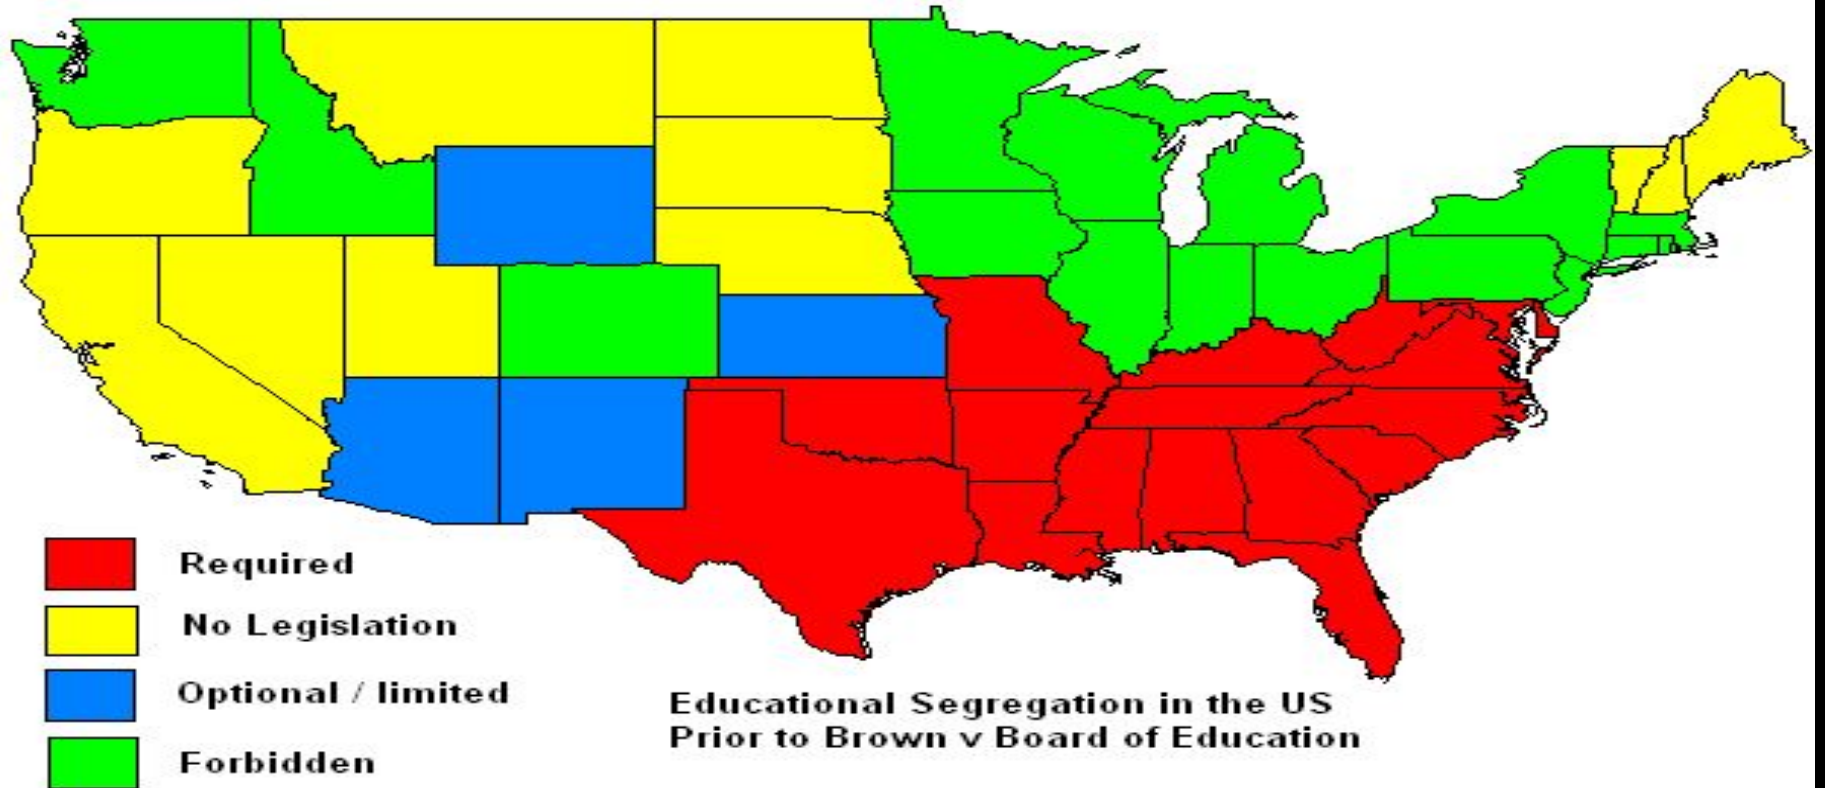 Required
No Legislation
Optional / limited
Forbidden
Educational Segregation in the US
Prior to Brown v Board of Education